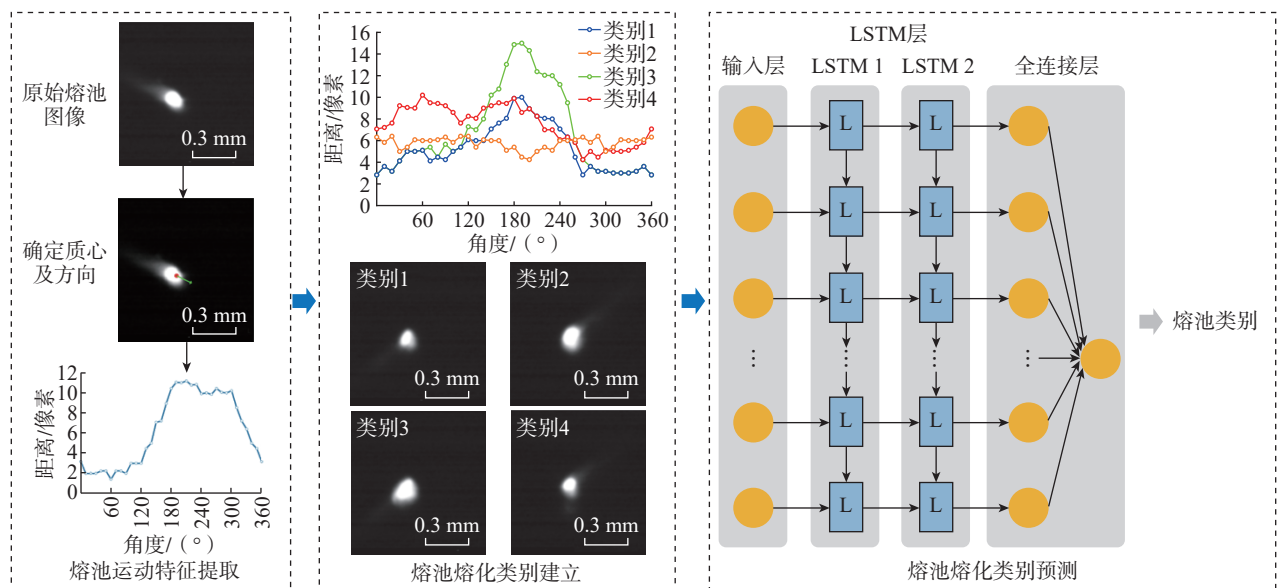 原始熔池
图像
0.3 mm
确定质心
及方向
0.3 mm
距离/像素
12
10
8
6
4
2
0
60
120
180
240
300
360
角度/（°）
熔池运动特征提取
距离/像素
16
14
12
10
8
6
4
2
0
60
120
180
240
300
360
角度/（°）
类别1
类别2
类别3
类别4
类别1
0.3 mm
类别2
0.3 mm
类别3
0.3 mm
类别4
0.3 mm
熔池熔化类别建立
LSTM层
输入层
LSTM 1
LSTM 2
全连接层
L
L
L
L
L
L
⋮
······
······
⋮
L
L
L
L
熔池类别
熔池熔化类别预测